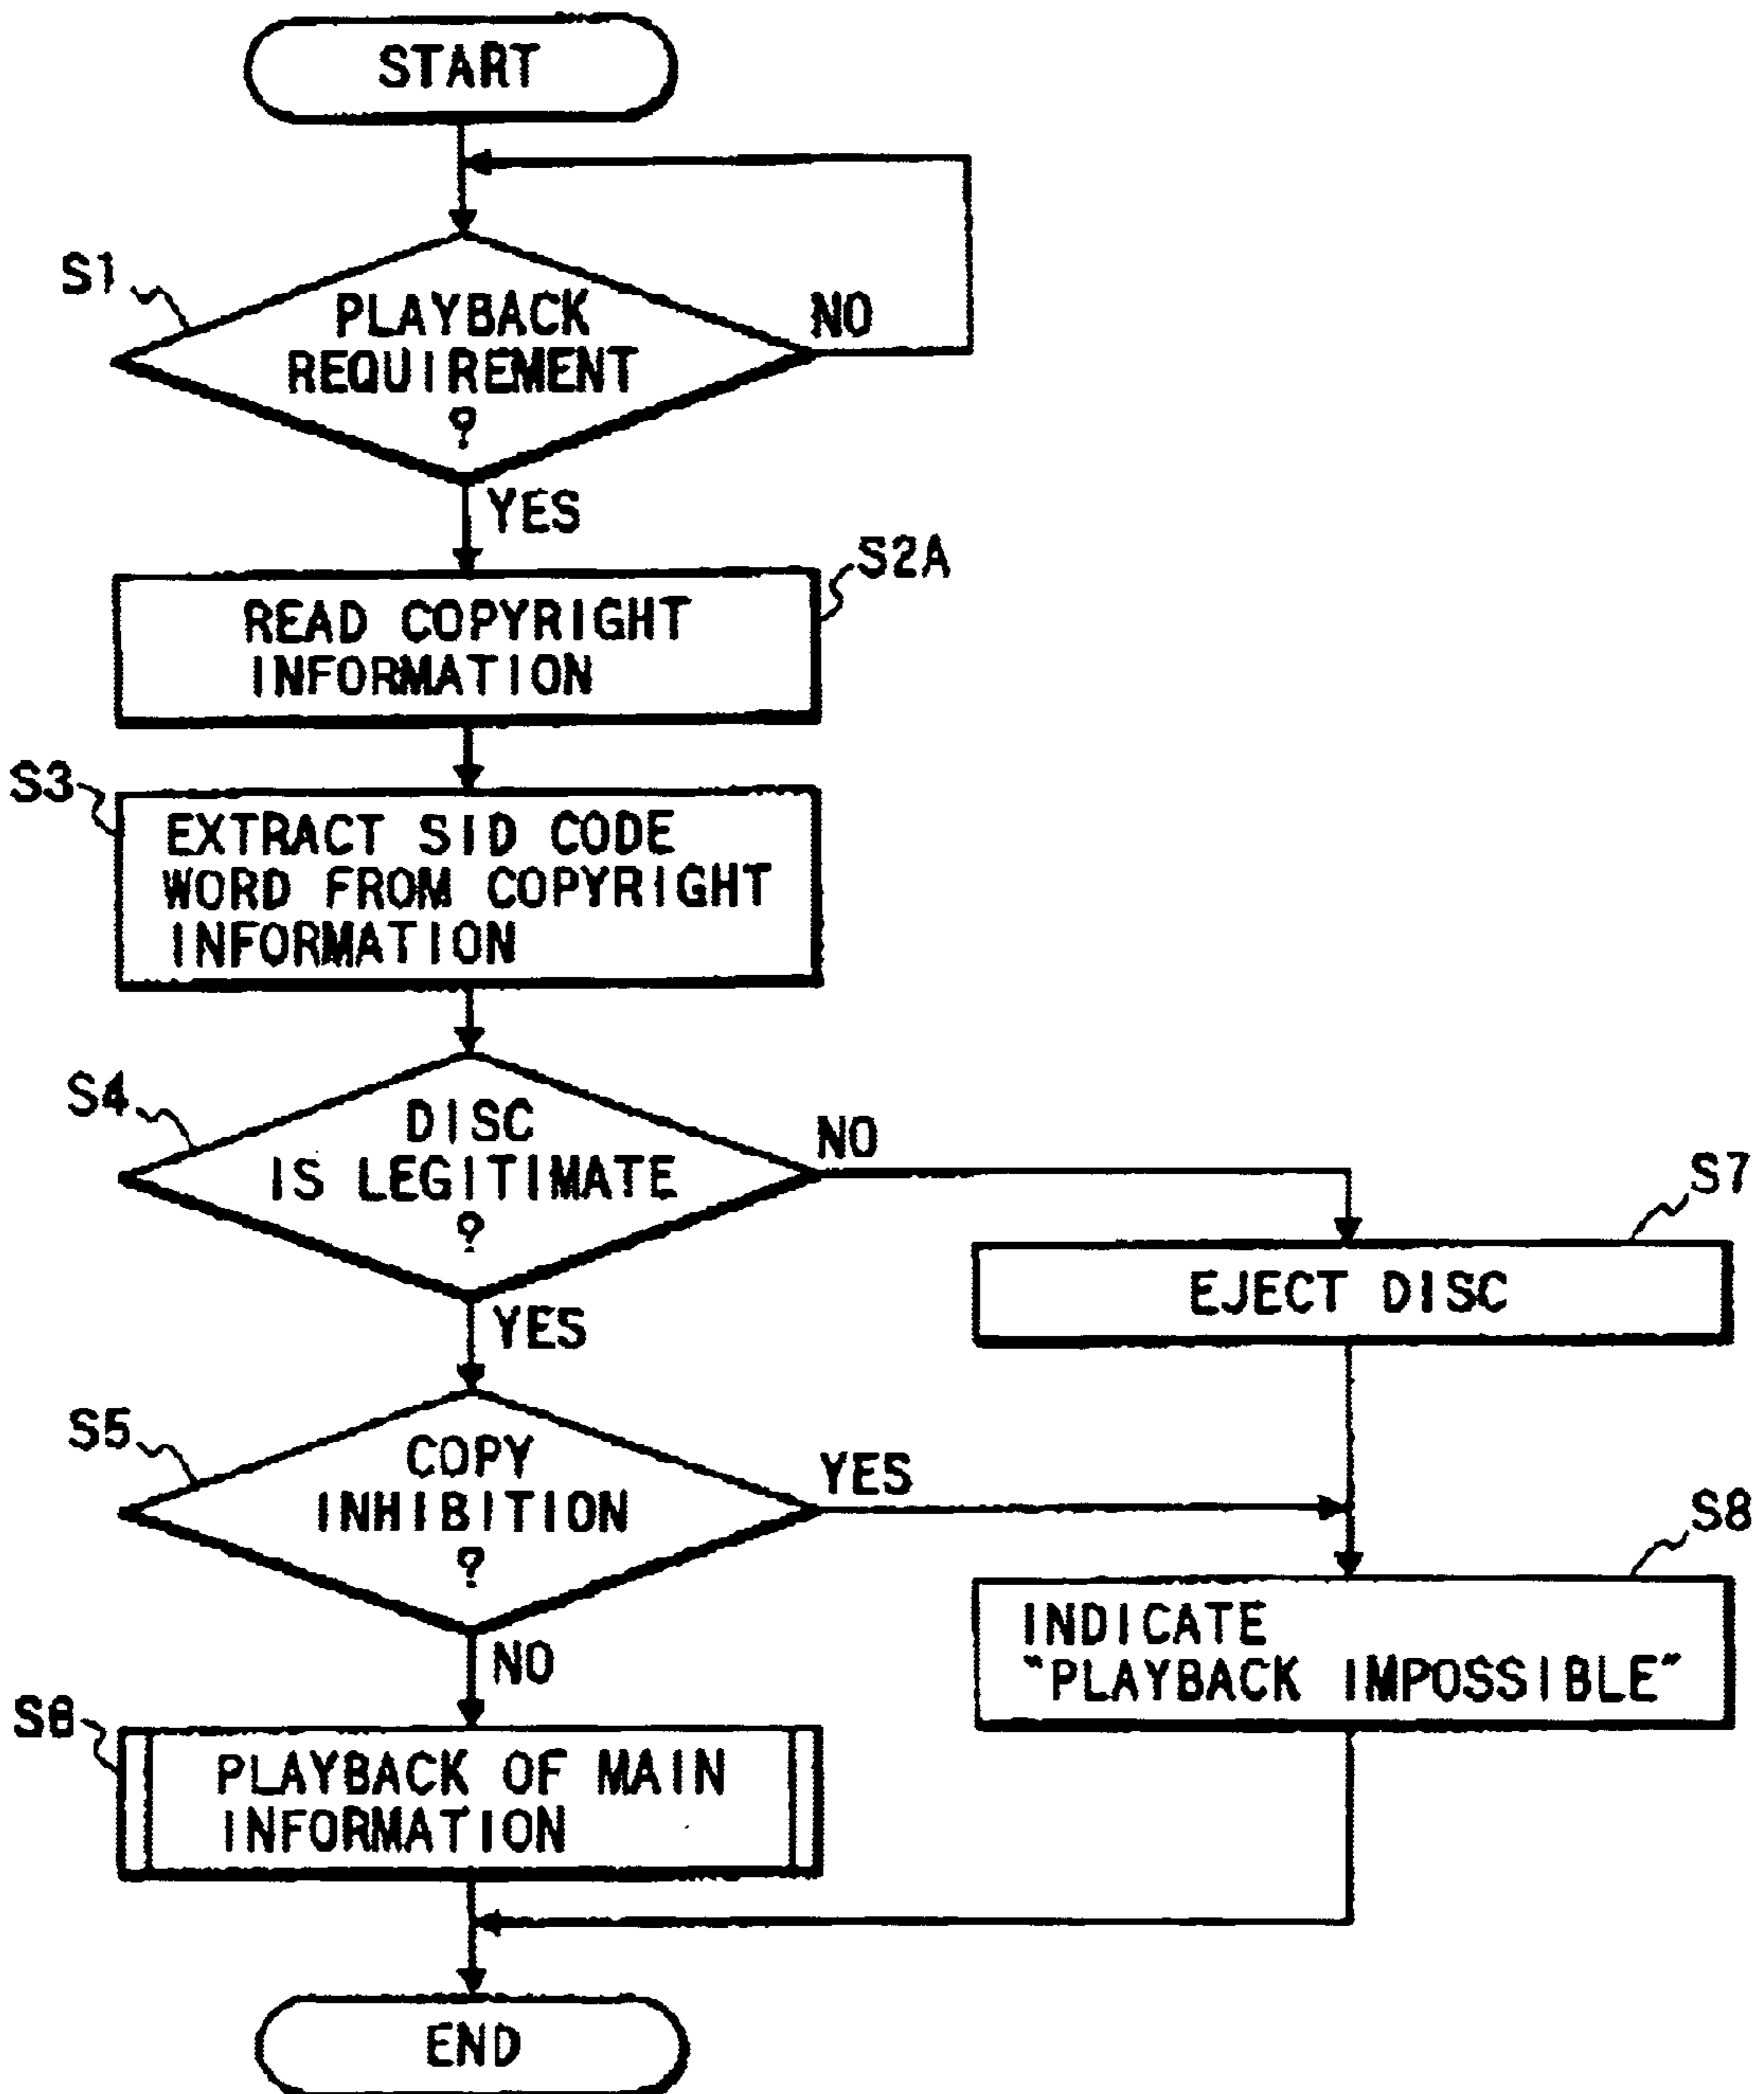 START
S1
PLAYBACK
REQUIREMENT
?
NO
YES
S2A
READ COPYRIGHT
INFORMATION
S3
EXTRACT SID CODE
WORD FROM COPYRIGHT
INFORMATION
S4
DISC
IS LEGITIMATE
?
NO
YES
S7
EJECT DISC
S5
COPY
INHIBITION
?
YES
NO
S8
INDICATE
"PLAYBACK IMPOSSIBLE"
S6
PLAYBACK OF MAIN
INFORMATION
END